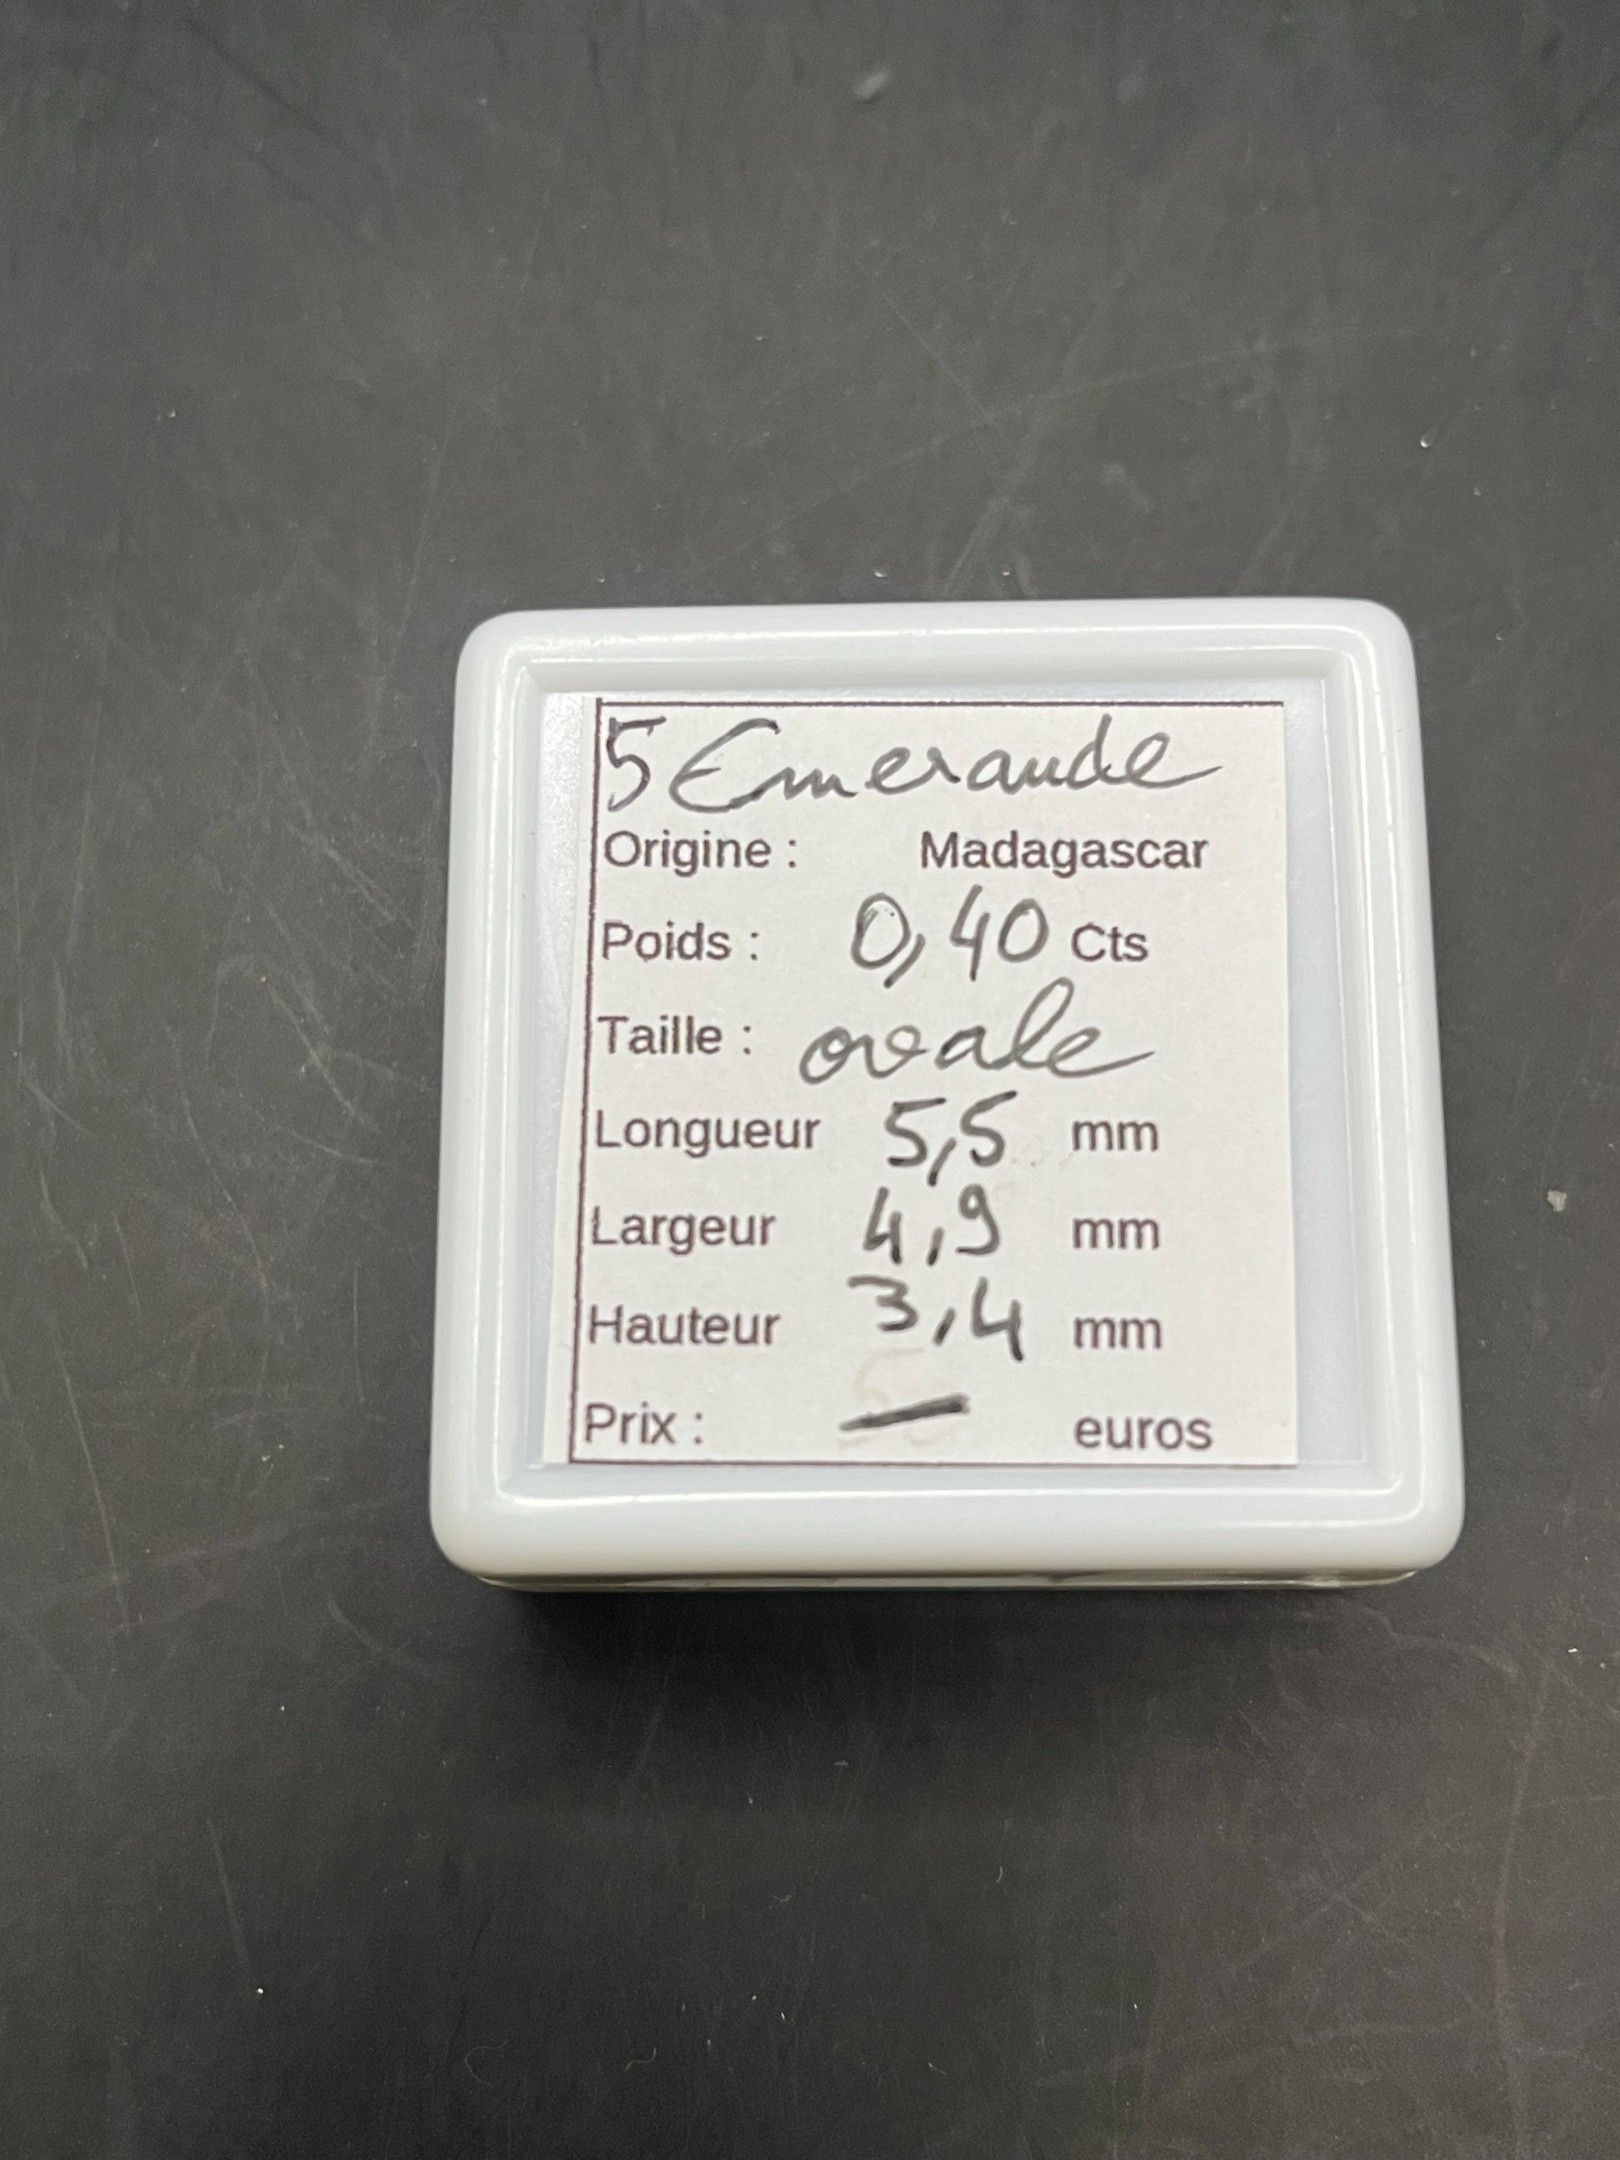 5 Emeraude
Origine : Madagascar
Poids : 0,40 Cts
Taille : ovale
Longueur 5,5 mm
Largeur 4,9 mm
Hauteur 3,4 mm
Prix : — euros